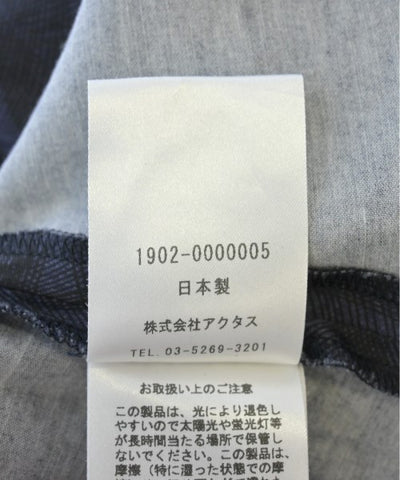 1902-0000005
日本製
株式会社アクタス
TEL. 03-5269-3201
お取扱い上のご注意
この製品は、光により退色し
やすいので太陽光や蛍光灯等
が長時間当たる場所で保管し
ないでください。この製品は、
摩擦（特に湿った状態での摩